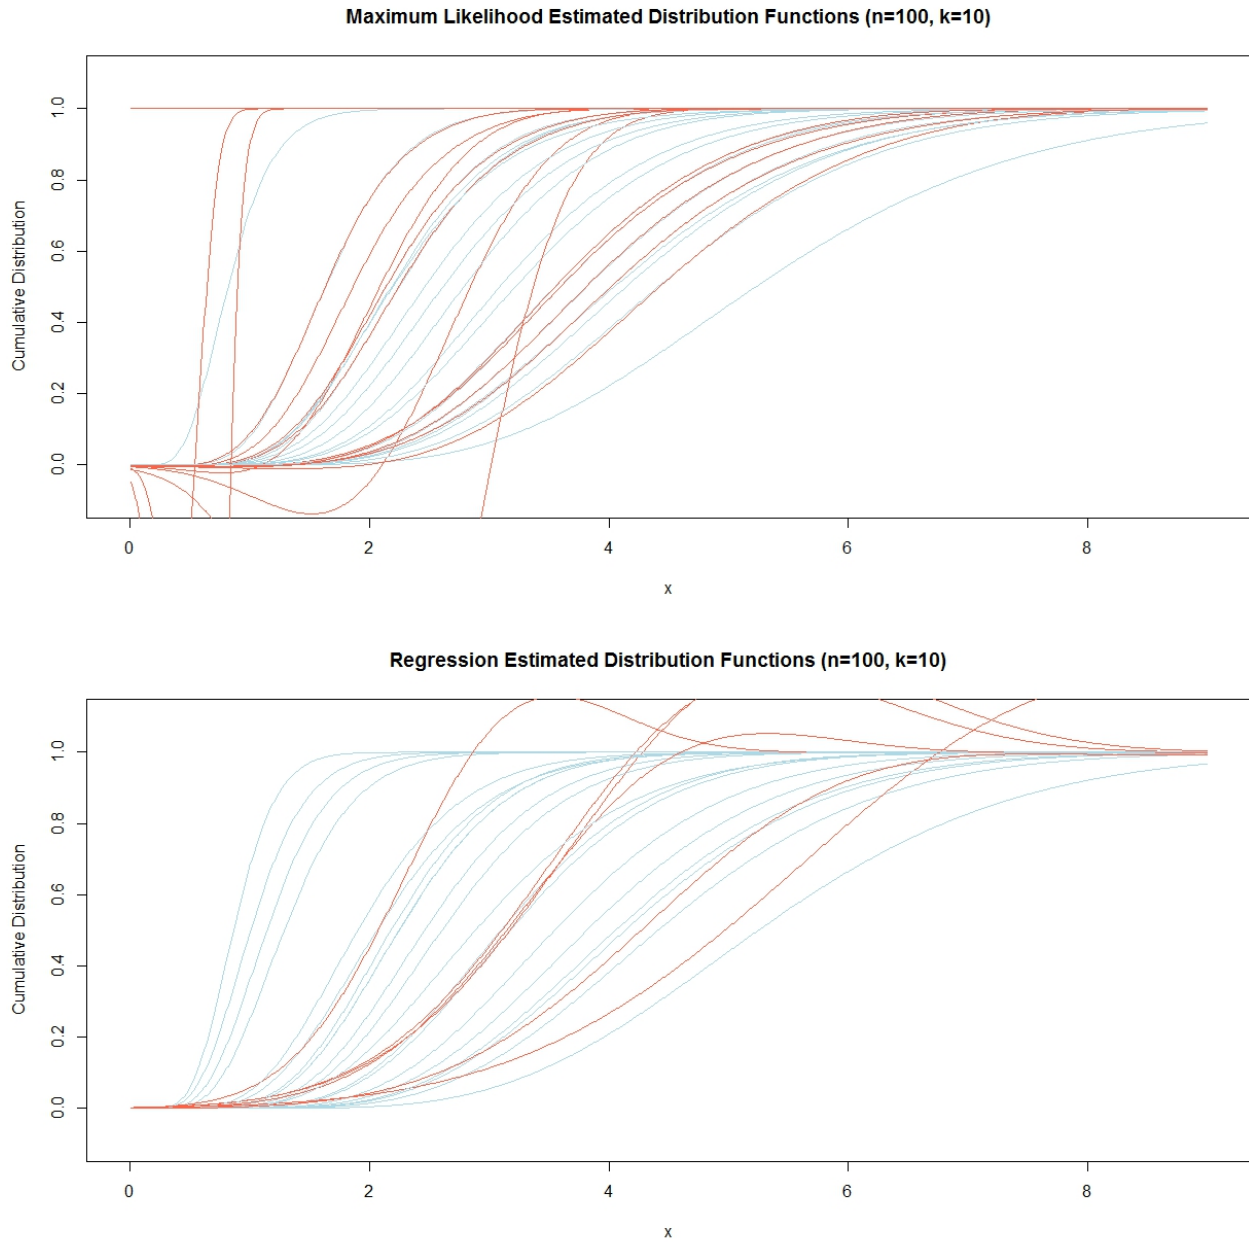 Maximum Likelihood Estimated Distribution Functions (n=100, k=10)
Cumulative Distribution
1.0
0.8
0.6
0.4
0.2
0.0
0 2 4 6 8
x
Regression Estimated Distribution Functions (n=100, k=10)
Cumulative Distribution
1.0
0.8
0.6
0.4
0.2
0.0
0 2 4 6 8
x